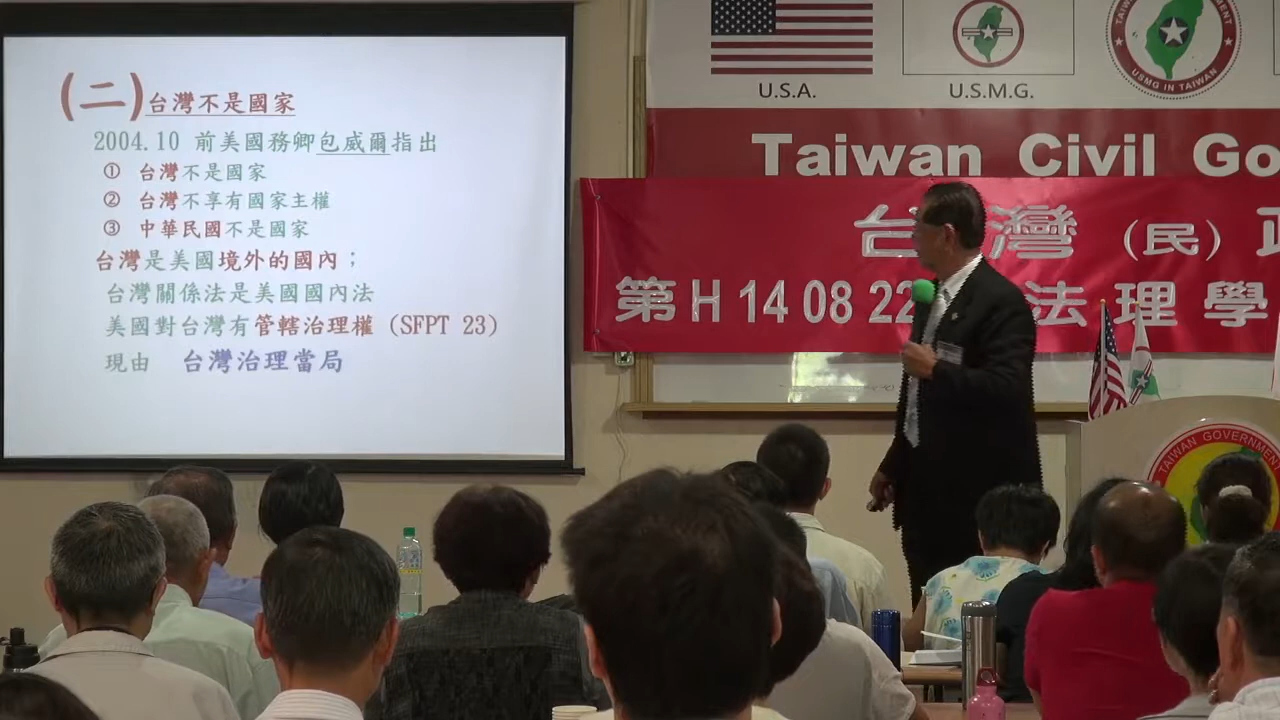 (二)台灣不是國家
2004.10 前美國務卿包威爾指出
① 台灣不是國家
② 台灣不享有國家主權
③ 中華民國不是國家
台灣是美國境外的國內；
台灣關係法是美國國內法
美國對台灣有管轄治理權 (SFPT 23)
現由 台灣治理當局
U.S.A.
U.S.M.G.
USMG IN TAIWAN
Taiwan Civil Go
台灣（民）
第H 14 08 22
法理學
TAIWAN GOVERNMENT